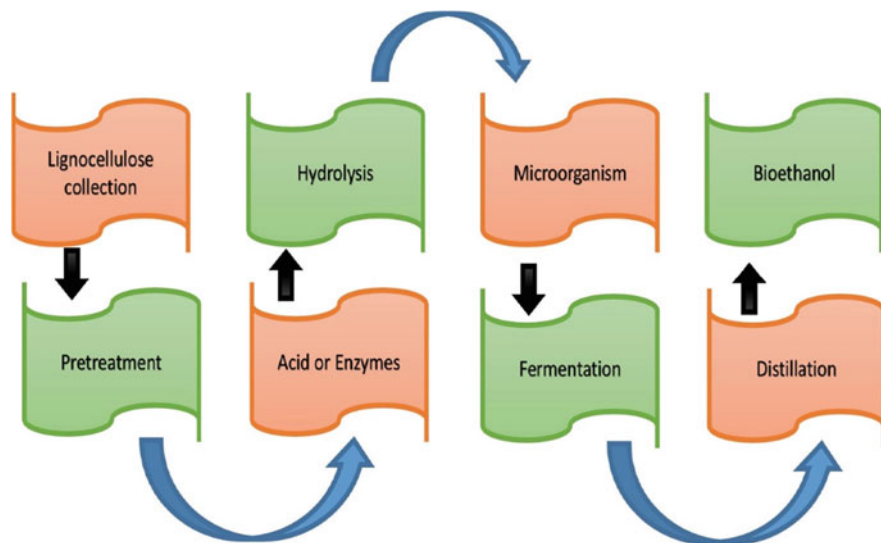 Lignocellulose
collection
Hydrolysis
Microorganism
Bioethanol
Pretreatment
Acid or Enzymes
Fermentation
Distillation